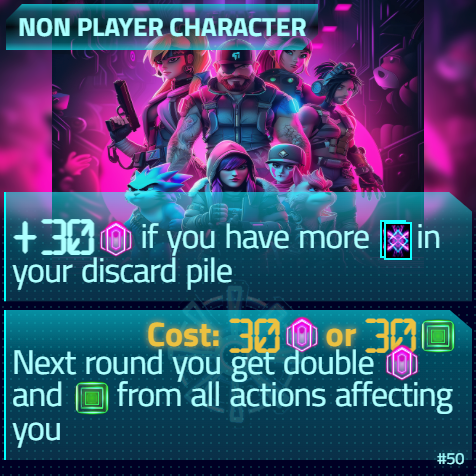 NON PLAYER CHARACTER
+30 if you have more in
your discard pile
Cost: 30 or 30
Next round you get double
and from all actions affecting
you
#50